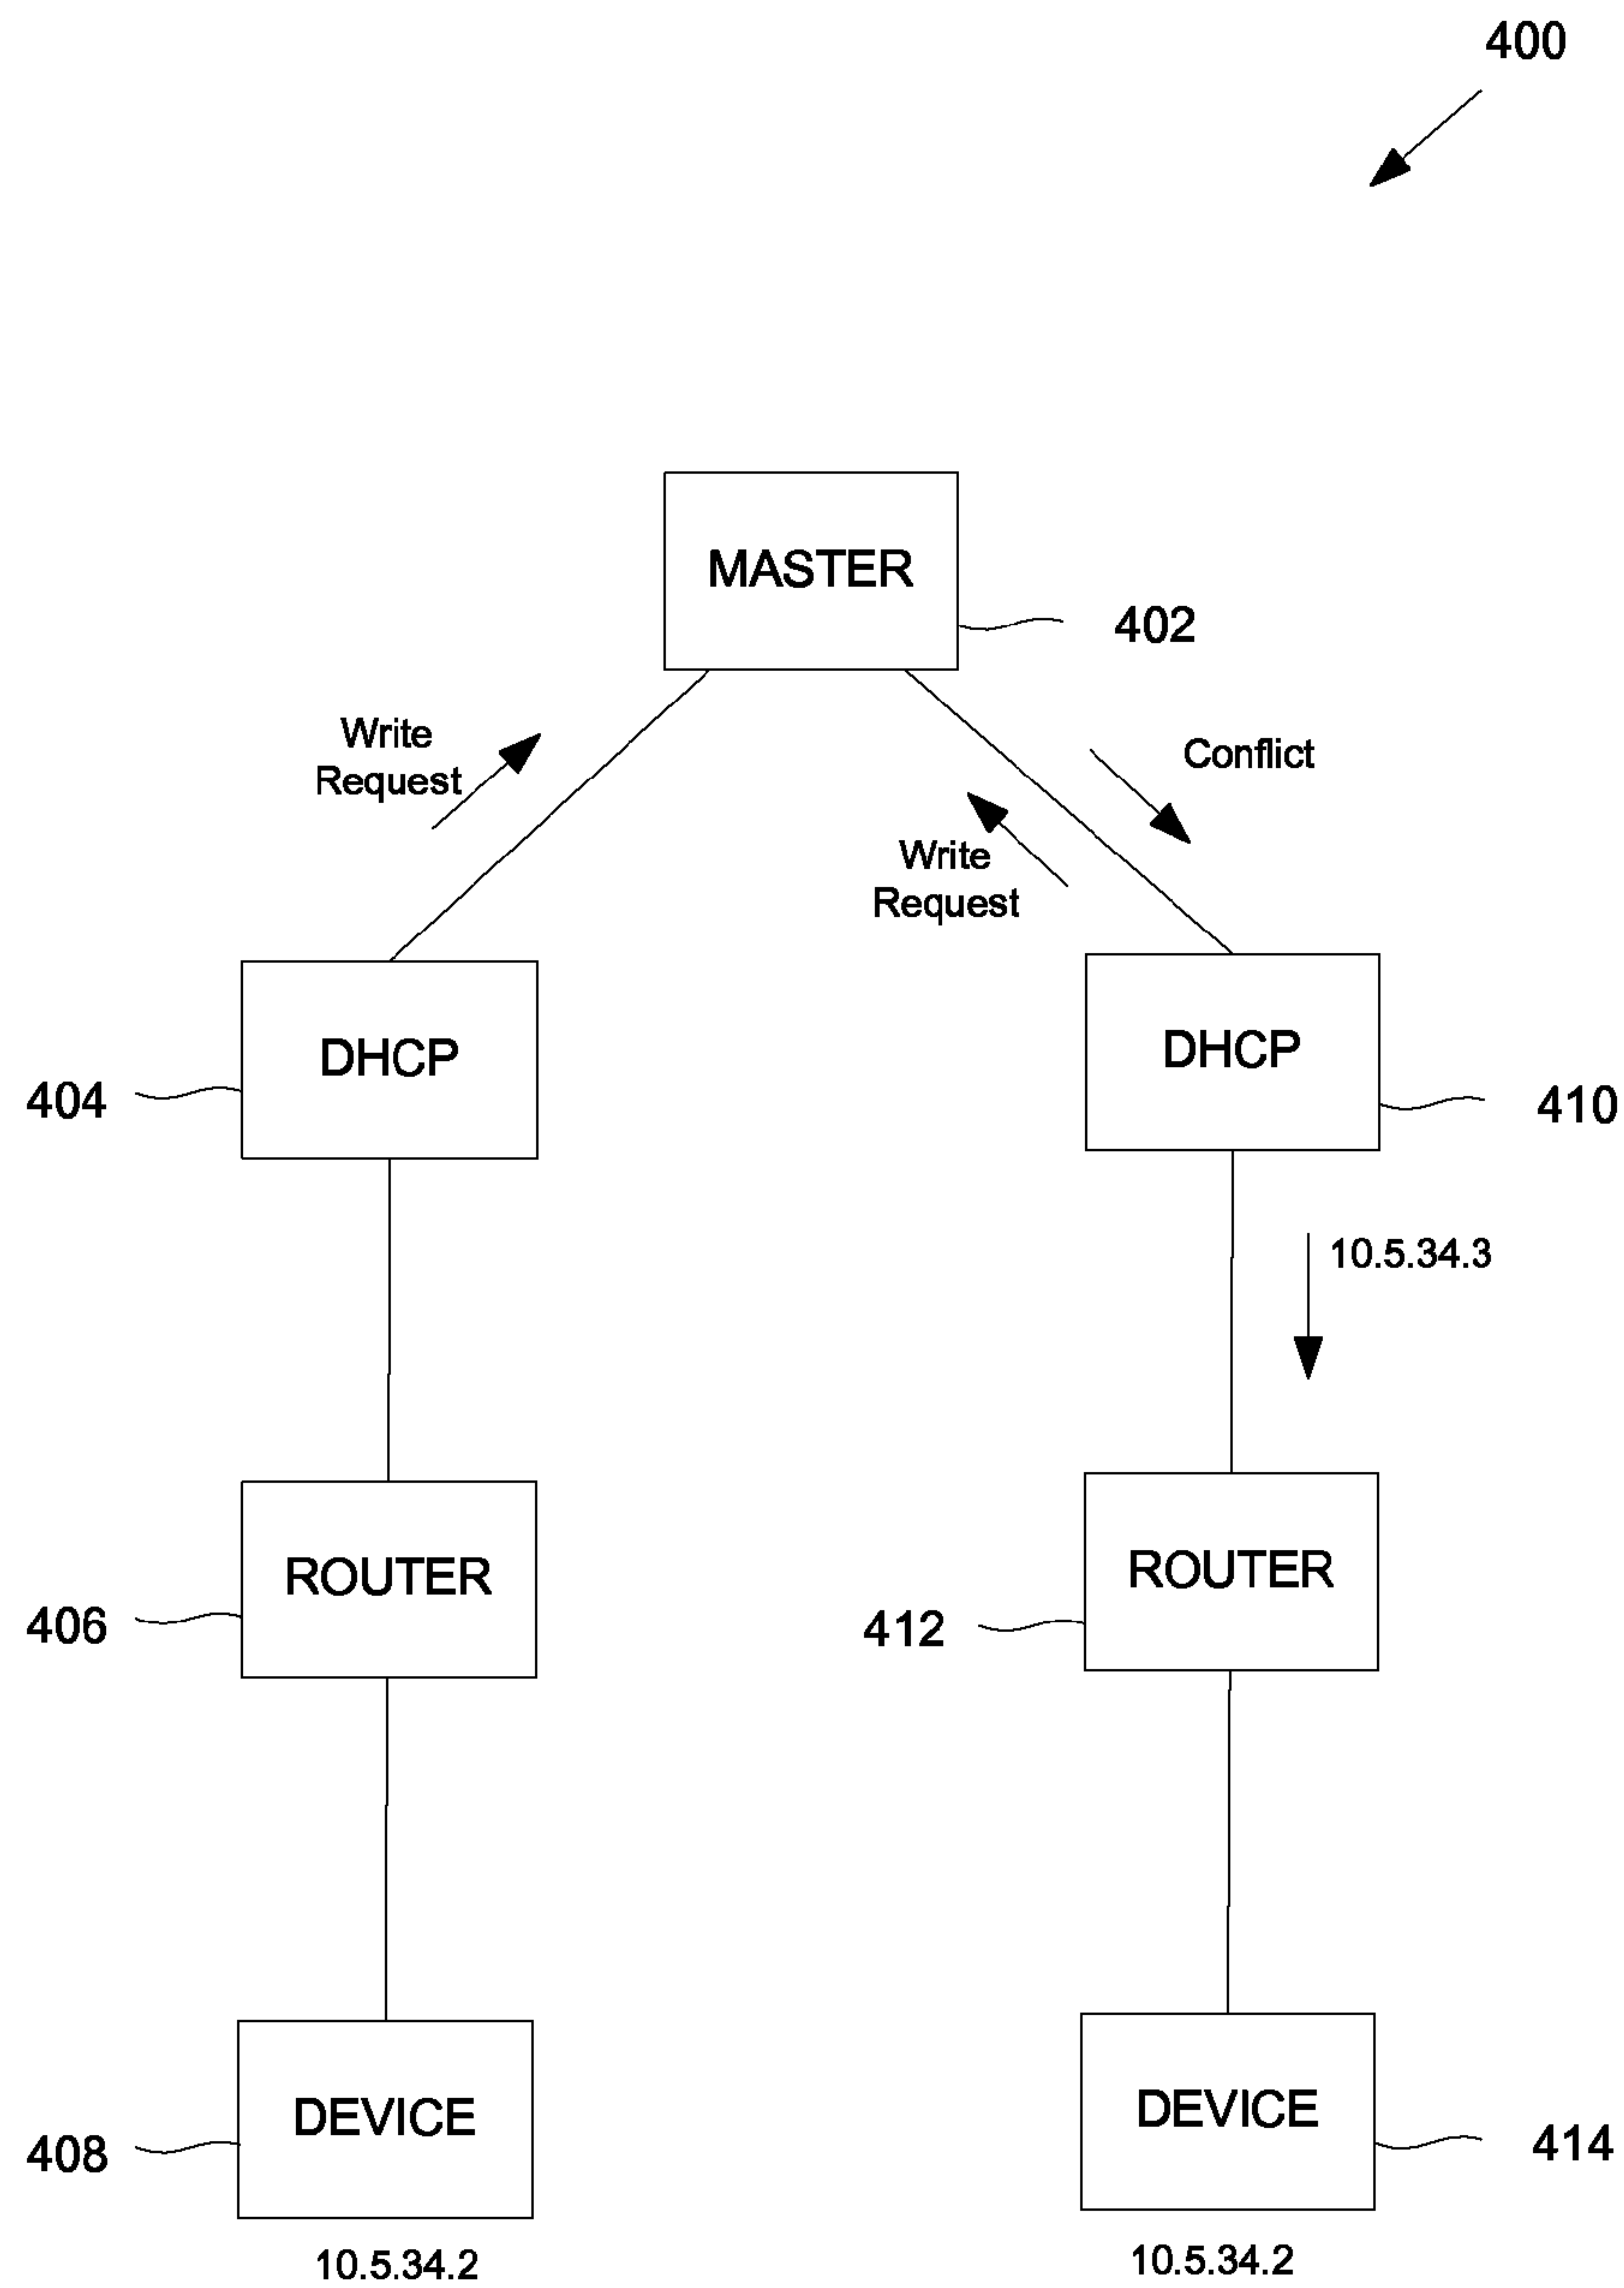 400
MASTER
402
Write
Request
Conflict
Write
Request
DHCP
404
DHCP
410
10.5.34.3
ROUTER
406
ROUTER
412
DEVICE
408
10.5.34.2
DEVICE
414
10.5.34.2